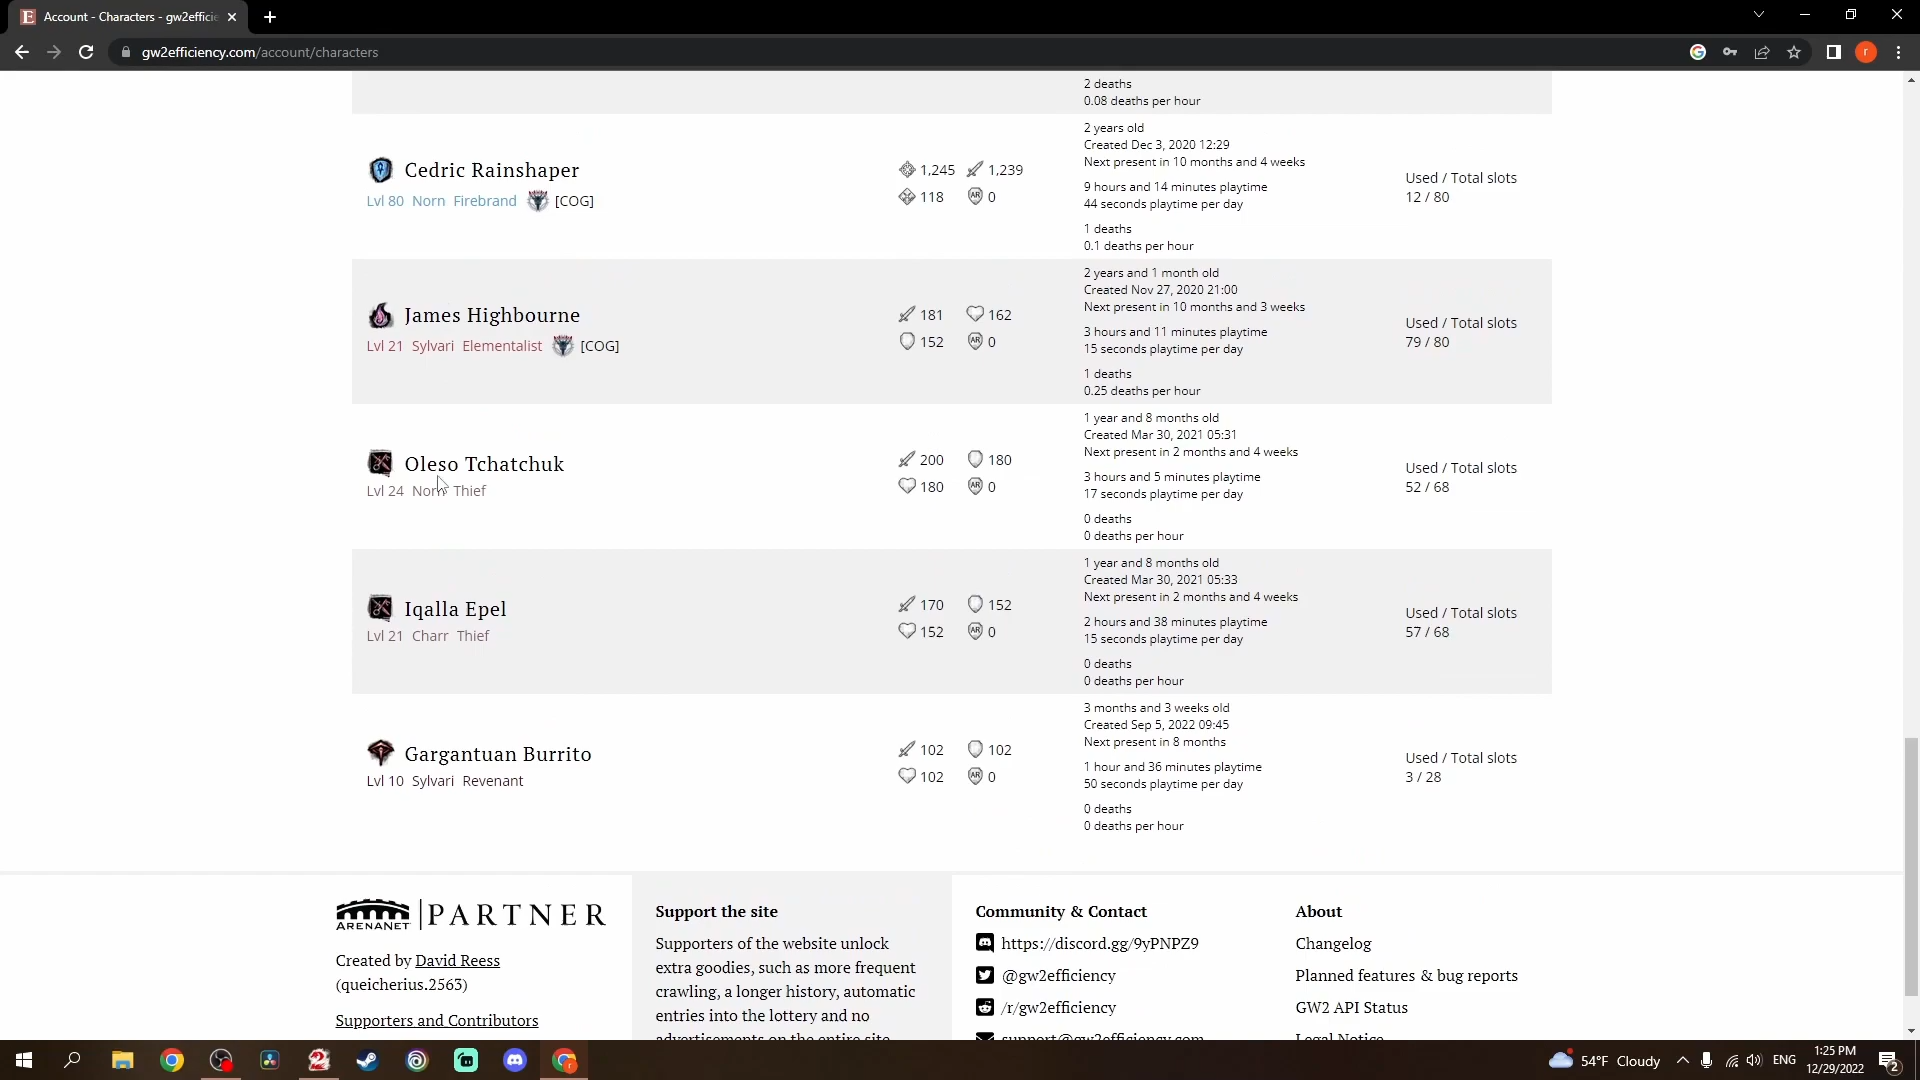 Account - Characters - gw2efficie
gw2efficiency.com/account/characters
2 deaths
0.08 deaths per hour
Cedric Rainshaper
Lvl 80 Norn Firebrand [COG]
1,245 1,239
118 AR 0
2 years old
Created Dec 3, 2020 12:29
Next present in 10 months and 4 weeks
9 hours and 14 minutes playtime
44 seconds playtime per day
1 deaths
0.1 deaths per hour
Used / Total slots
12 / 80
James Highbourne
Lvl 21 Sylvari Elementalist [COG]
181 162
152 AR 0
2 years and 1 month old
Created Nov 27, 2020 21:00
Next present in 10 months and 3 weeks
3 hours and 11 minutes playtime
15 seconds playtime per day
1 deaths
0.25 deaths per hour
Used / Total slots
79 / 80
Oleso Tchatchuk
Lvl 24 Norn Thief
200 180
180 AR 0
1 year and 8 months old
Created Mar 30, 2021 05:31
Next present in 2 months and 4 weeks
3 hours and 5 minutes playtime
17 seconds playtime per day
0 deaths
0 deaths per hour
Used / Total slots
52 / 68
Iqalla Epel
Lvl 21 Charr Thief
170 152
152 AR 0
1 year and 8 months old
Created Mar 30, 2021 05:33
Next present in 2 months and 4 weeks
2 hours and 38 minutes playtime
15 seconds playtime per day
0 deaths
0 deaths per hour
Used / Total slots
57 / 68
Gargantuan Burrito
Lvl 10 Sylvari Revenant
102 102
102 AR 0
3 months and 3 weeks old
Created Sep 5, 2022 09:45
Next present in 8 months
1 hour and 36 minutes playtime
50 seconds playtime per day
0 deaths
0 deaths per hour
Used / Total slots
3 / 28
ARENANET | PARTNER
Created by David Reess
(queicherius.2563)
Supporters and Contributors
Support the site
Supporters of the website unlock
extra goodies, such as more frequent
crawling, a longer history, automatic
entries into the lottery and no
advertisements on the entire site
Community & Contact
https://discord.gg/9yPNPZ9
@gw2efficiency
/r/gw2efficiency
support@gw2efficiency.com
About
Changelog
Planned features & bug reports
GW2 API Status
Legal Notice
54°F Cloudy
ENG
1:25 PM
12/29/2022
2